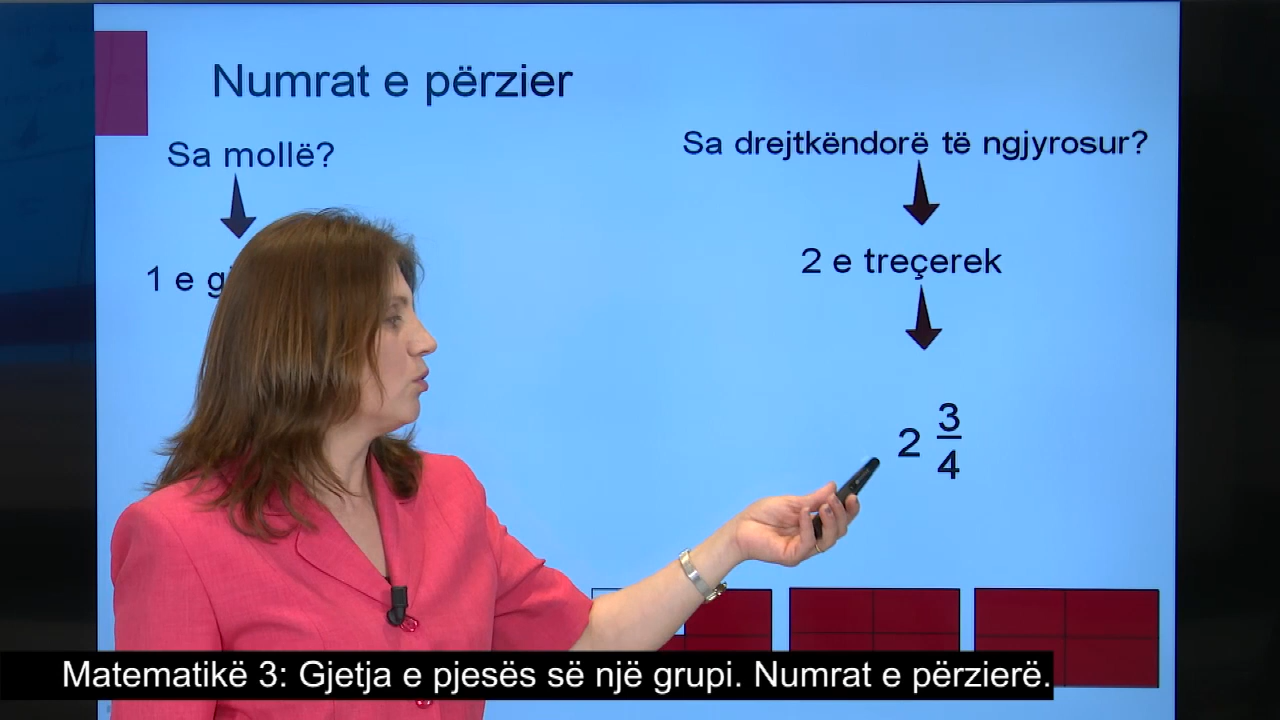 Numrat e përzier
Sa mollë?
1 e
Sa drejtkëndorë të ngjyrosur?
2 e treçerek
2 3/4
Matematikë 3: Gjetja e pjesës së një grupi. Numrat e përzierë.